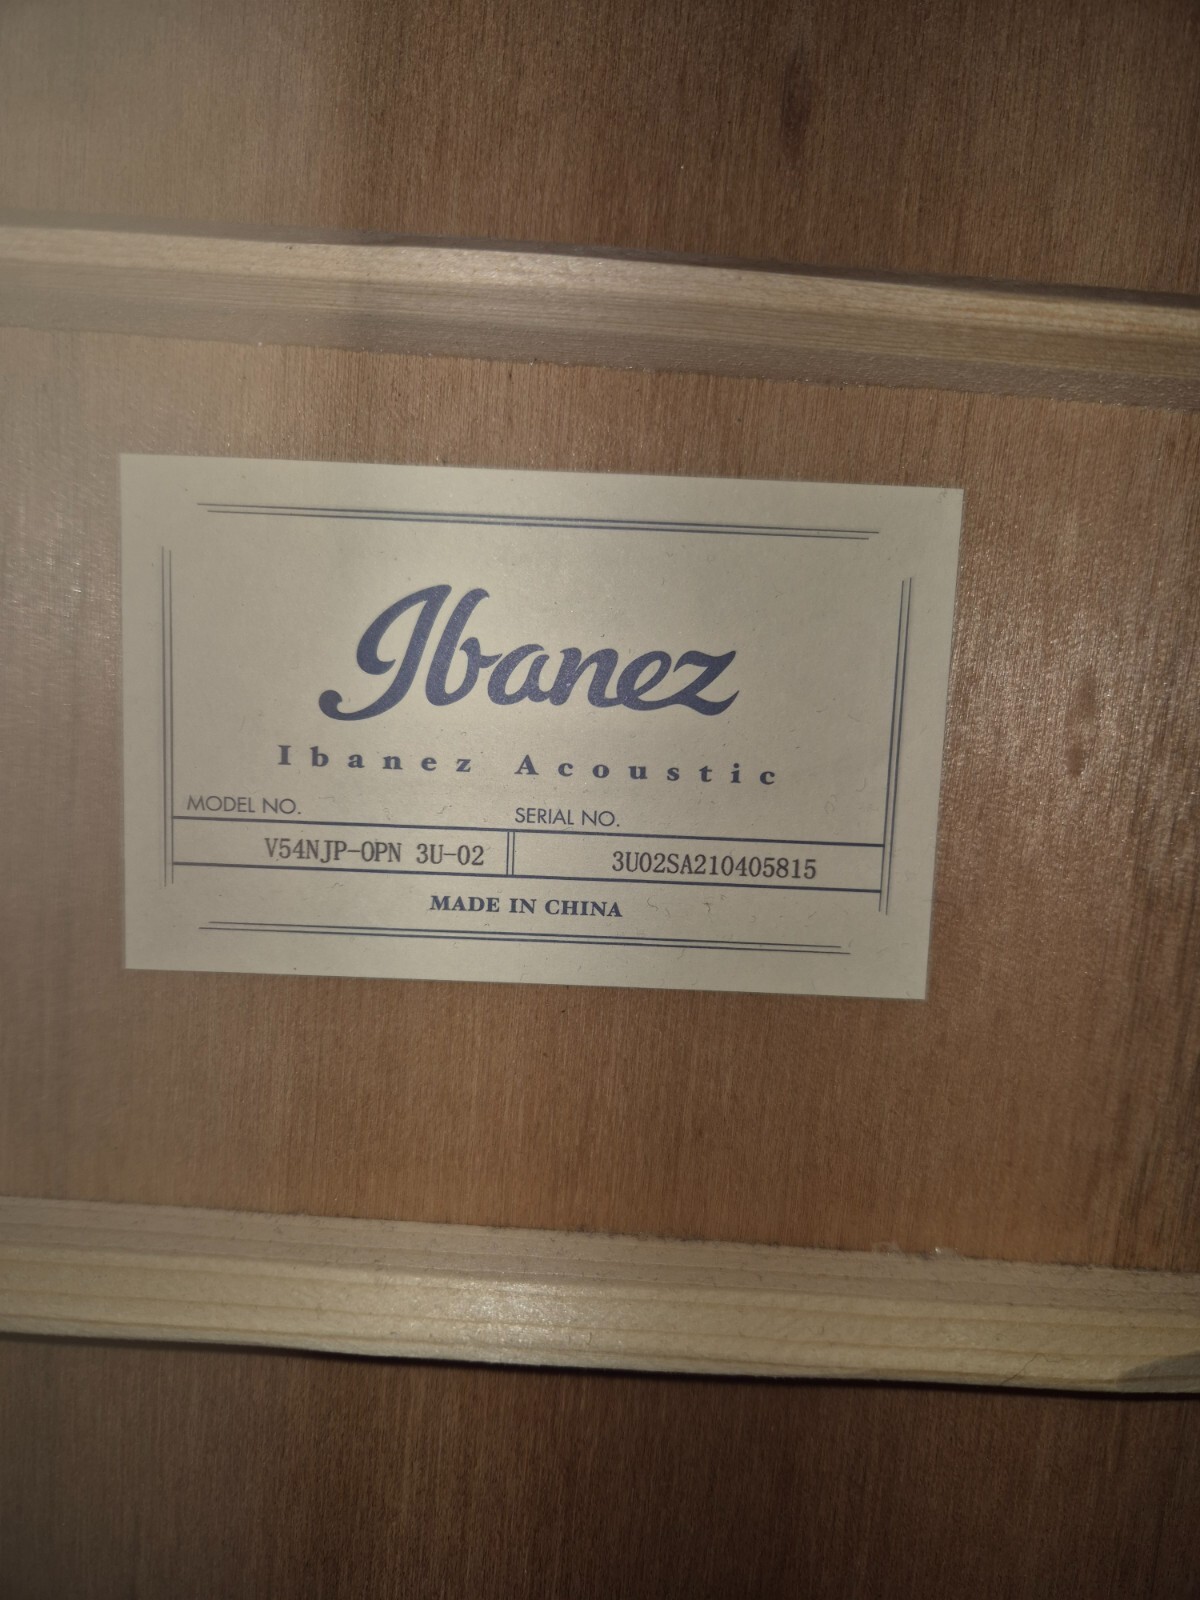 Ibanez
Ibanez Acoustic
MODEL NO. SERIAL NO.
V54NJP-OPN 3U-02 3U02SA210405815
MADE IN CHINA